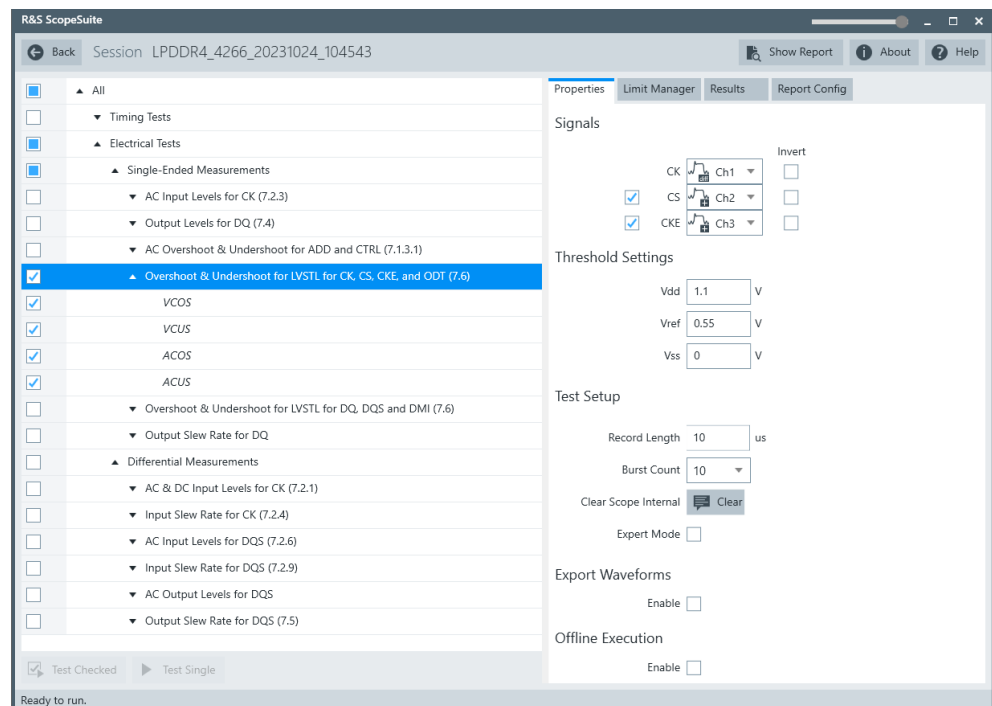 R&S ScopeSuite
Back Session LPDDR4_4266_20231024_104543 Show Report About Help
All
Timing Tests
Electrical Tests
Single-Ended Measurements
AC Input Levels for CK (7.2.3)
Output Levels for DQ (7.4)
AC Overshoot & Undershoot for ADD and CTRL (7.1.3.1)
Overshoot & Undershoot for LVSTL for CK, CS, CKE, and ODT (7.6)
VCOS
VCUS
ACOS
ACUS
Overshoot & Undershoot for LVSTL for DQ, DQS and DMI (7.6)
Output Slew Rate for DQ
Differential Measurements
AC & DC Input Levels for CK (7.2.1)
Input Slew Rate for CK (7.2.4)
AC Input Levels for DQS (7.2.6)
Input Slew Rate for DQS (7.2.9)
AC Output Levels for DQS
Output Slew Rate for DQS (7.5)
Test Checked Test Single
Ready to run.
Properties Limit Manager Results Report Config
Signals
Invert
CK Ch1
CS Ch2
CKE Ch3
Threshold Settings
Vdd 1.1 V
Vref 0.55 V
Vss 0 V
Test Setup
Record Length 10 us
Burst Count 10
Clear Scope Internal Clear
Expert Mode
Export Waveforms
Enable
Offline Execution
Enable